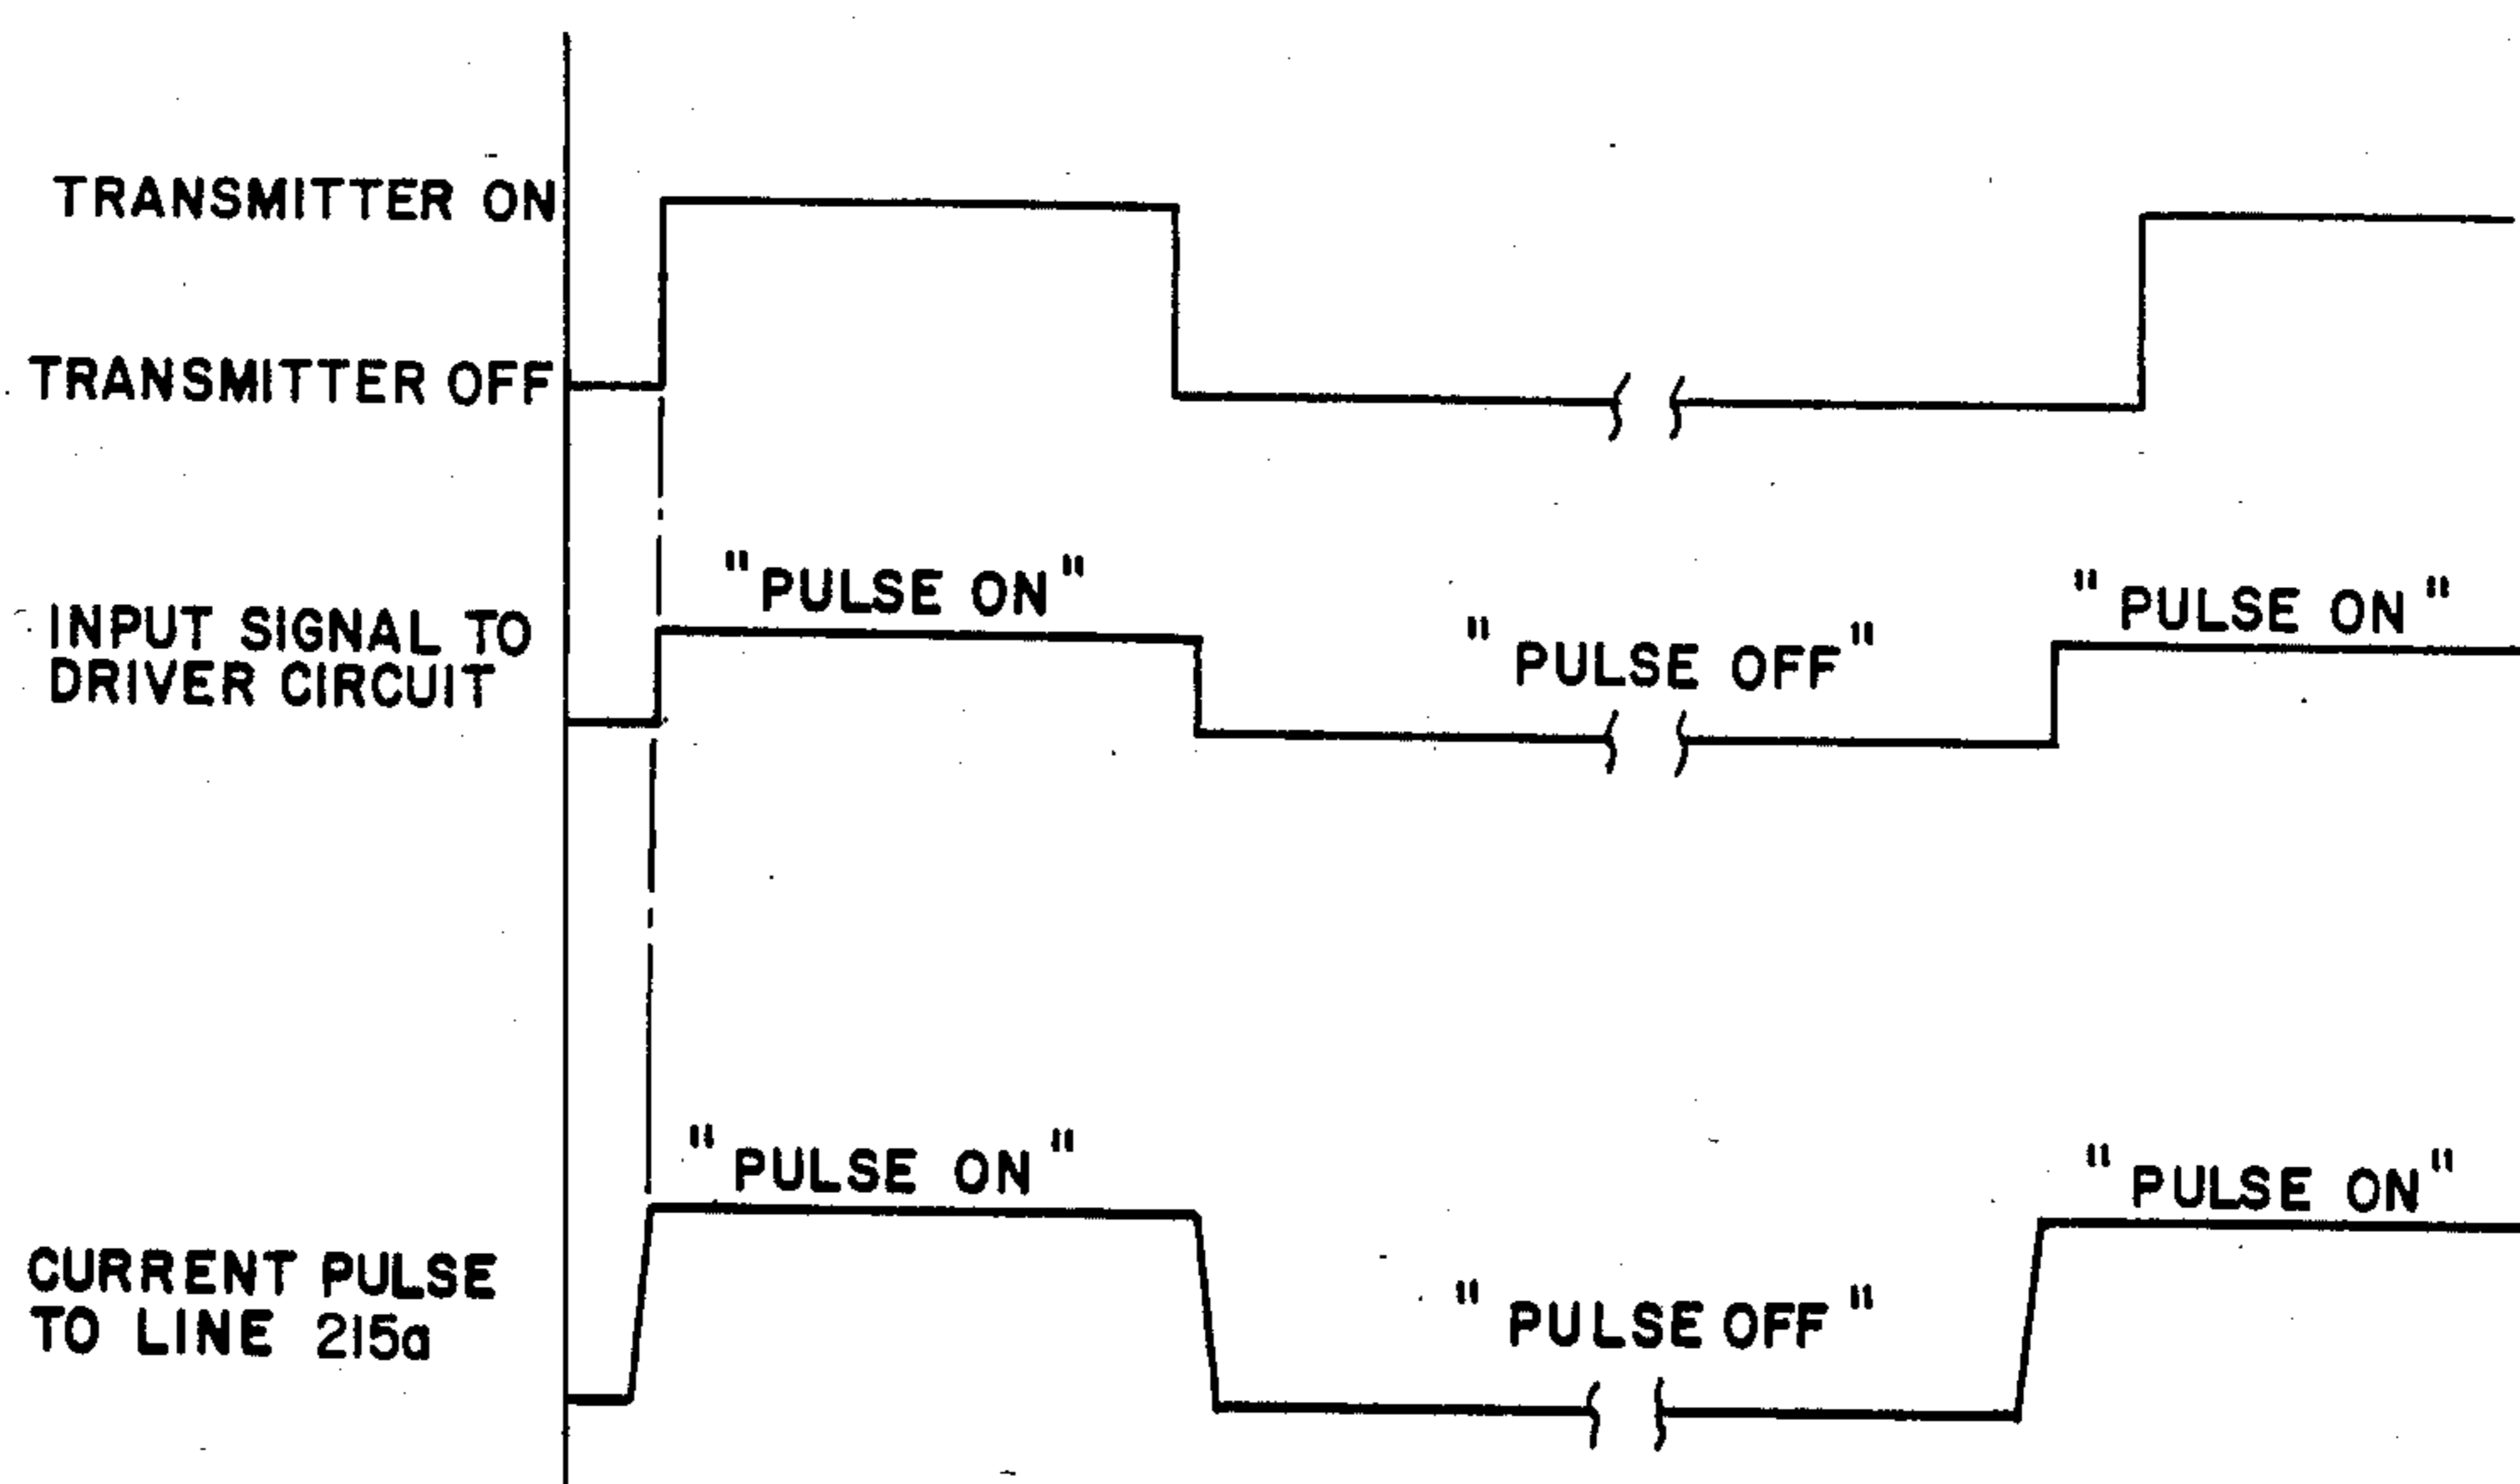 TRANSMITTER ON
TRANSMITTER OFF
INPUT SIGNAL TO
DRIVER CIRCUIT
"PULSE ON"
"PULSE OFF"
"PULSE ON"
CURRENT PULSE
TO LINE 215a
"PULSE ON"
"PULSE OFF"
"PULSE ON"